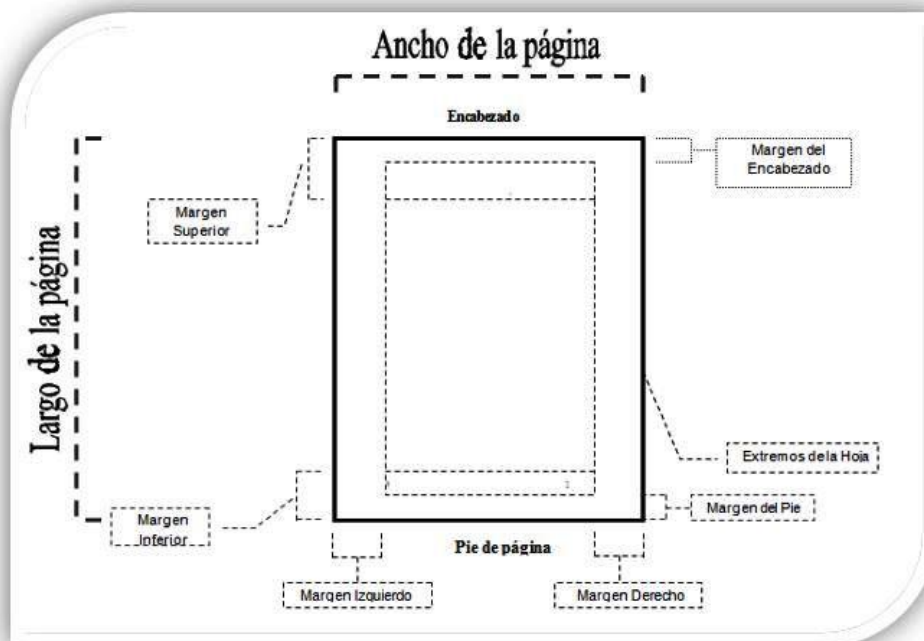 Ancho de la página
Encabezado
Margen del
Encabezado
Margen
Superior
Largo de la página
Extremos de la Hoja
Margen del Pie
Margen
Inferior
Pie de página
Margen Izquierdo
Margen Derecho